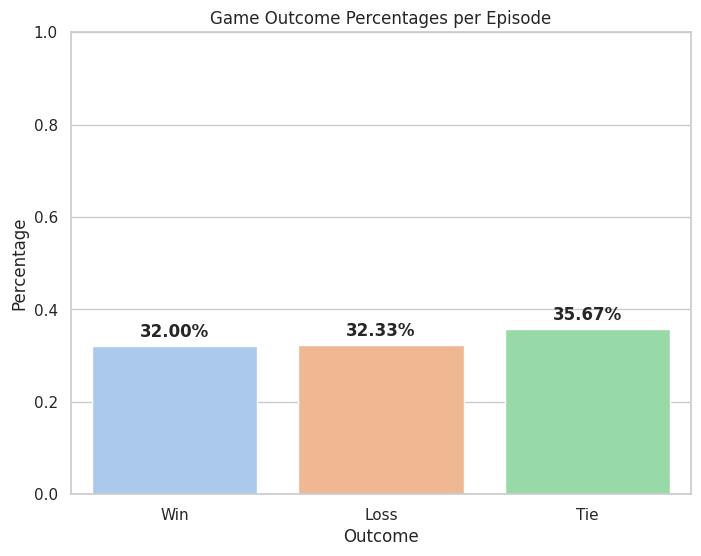 Game Outcome Percentages per Episode
1.0
0.8
0.6
0.4
0.2
0.0
Percentage
32.00%
32.33%
35.67%
Win
Loss
Tie
Outcome